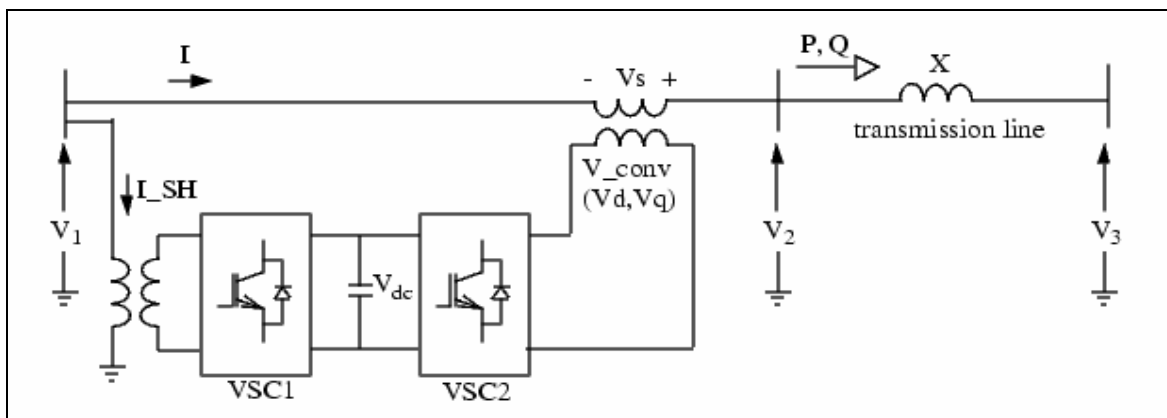 I
P, Q
X
- Vs +
transmission line
V_conv
(Vd,Vq)
I_SH
V1
Vdc
V2
V3
VSC1
VSC2